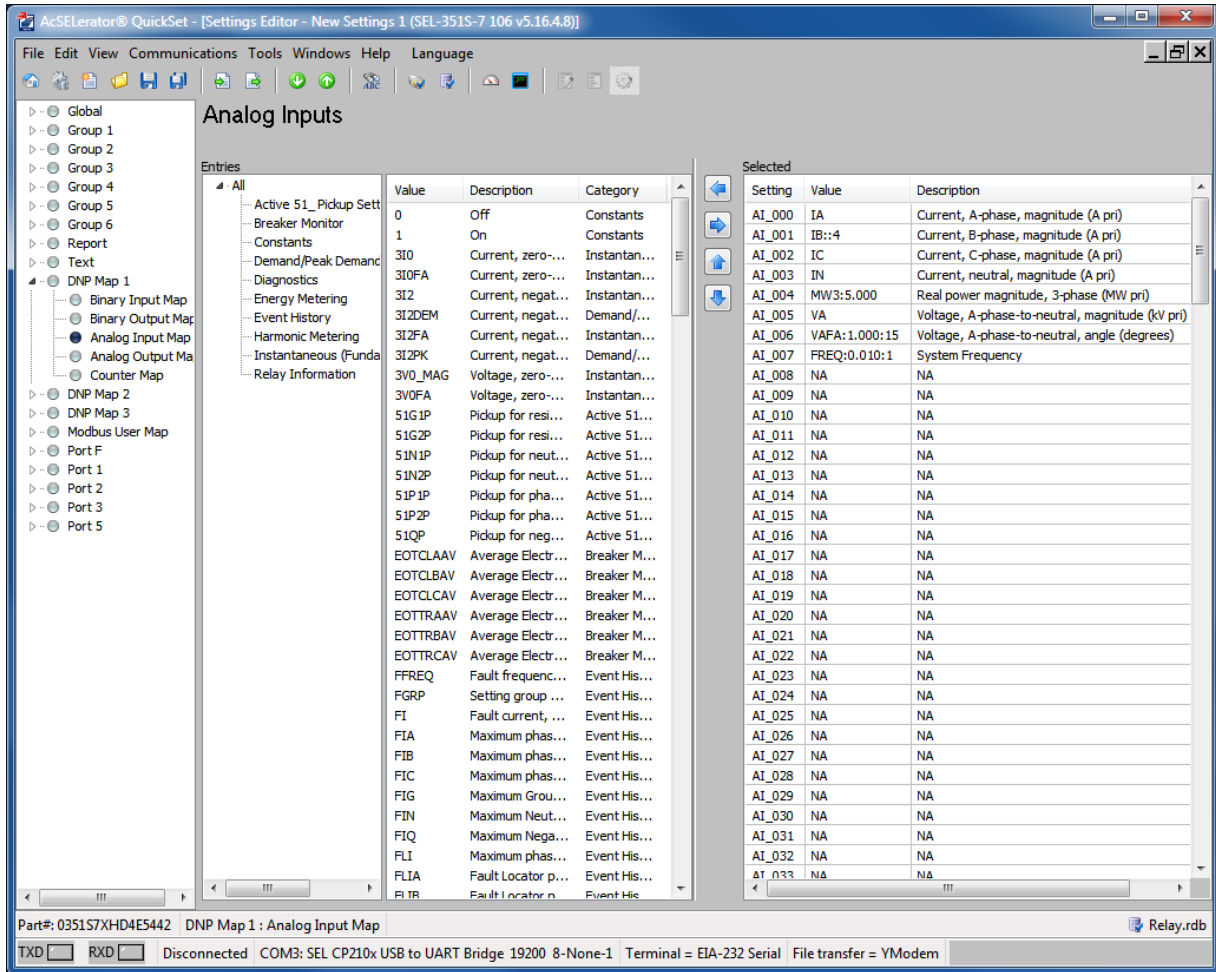 AcSELerator® QuickSet - [Settings Editor - New Settings 1 (SEL-351S-7 106 v5.16.4.8)]
File Edit View Communications Tools Windows Help Language
Global
Group 1
Group 2
Group 3
Group 4
Group 5
Group 6
Report
Text
DNP Map 1
Binary Input Map
Binary Output Map
Analog Input Map
Analog Output Ma
Counter Map
DNP Map 2
DNP Map 3
Modbus User Map
Port F
Port 1
Port 2
Port 3
Port 5
Analog Inputs
Entries
All
Active 51_Pickup Sett
Breaker Monitor
Constants
Demand/Peak Demand
Diagnostics
Energy Metering
Event History
Harmonic Metering
Instantaneous (Funda
Relay Information
Value Description Category
0 Off Constants
1 On Constants
3I0 Current, zero-... Instantan...
3I0FA Current, zero-... Instantan...
3I2 Current, negat... Instantan...
3I2DEM Current, negat... Demand/...
3I2FA Current, negat... Instantan...
3I2PK Current, negat... Demand/...
3V0_MAG Voltage, zero-... Instantan...
3V0FA Voltage, zero-... Instantan...
51G1P Pickup for resi... Active 51...
51G2P Pickup for resi... Active 51...
51N1P Pickup for neut... Active 51...
51N2P Pickup for neut... Active 51...
51P1P Pickup for pha... Active 51...
51P2P Pickup for pha... Active 51...
51QP Pickup for neg... Active 51...
EOTCLAAV Average Electr... Breaker M...
EOTCLBAV Average Electr... Breaker M...
EOTCLCAV Average Electr... Breaker M...
EOTTRAAV Average Electr... Breaker M...
EOTTRBAV Average Electr... Breaker M...
EOTTRCAV Average Electr... Breaker M...
FFREQ Fault frequenc... Event His...
FGRP Setting group ... Event His...
FI Fault current, ... Event His...
FIA Maximum phas... Event His...
FIB Maximum phas... Event His...
FIC Maximum phas... Event His...
FIG Maximum Grou... Event His...
FIN Maximum Neut... Event His...
FIQ Maximum Nega... Event His...
FLI Maximum phas... Event His...
FLIA Fault Locator p... Event His...
FLIB Fault Locator p... Event His...
Selected
Setting Value Description
AI_000 IA Current, A-phase, magnitude (A pri)
AI_001 IB::4 Current, B-phase, magnitude (A pri)
AI_002 IC Current, C-phase, magnitude (A pri)
AI_003 IN Current, neutral, magnitude (A pri)
AI_004 MW3:5.000 Real power magnitude, 3-phase (MW pri)
AI_005 VA Voltage, A-phase-to-neutral, magnitude (kV pri)
AI_006 VAFA:1.000:15 Voltage, A-phase-to-neutral, angle (degrees)
AI_007 FREQ:0.010:1 System Frequency
AI_008 NA NA
AI_009 NA NA
AI_010 NA NA
AI_011 NA NA
AI_012 NA NA
AI_013 NA NA
AI_014 NA NA
AI_015 NA NA
AI_016 NA NA
AI_017 NA NA
AI_018 NA NA
AI_019 NA NA
AI_020 NA NA
AI_021 NA NA
AI_022 NA NA
AI_023 NA NA
AI_024 NA NA
AI_025 NA NA
AI_026 NA NA
AI_027 NA NA
AI_028 NA NA
AI_029 NA NA
AI_030 NA NA
AI_031 NA NA
AI_032 NA NA
AI_033 NA NA
Part#: 0351S7XHD4E5442 DNP Map 1 : Analog Input Map Relay.rdb
TXD RXD Disconnected COM3: SEL CP210x USB to UART Bridge 19200 8-None-1 Terminal = EIA-232 Serial File transfer = YModem